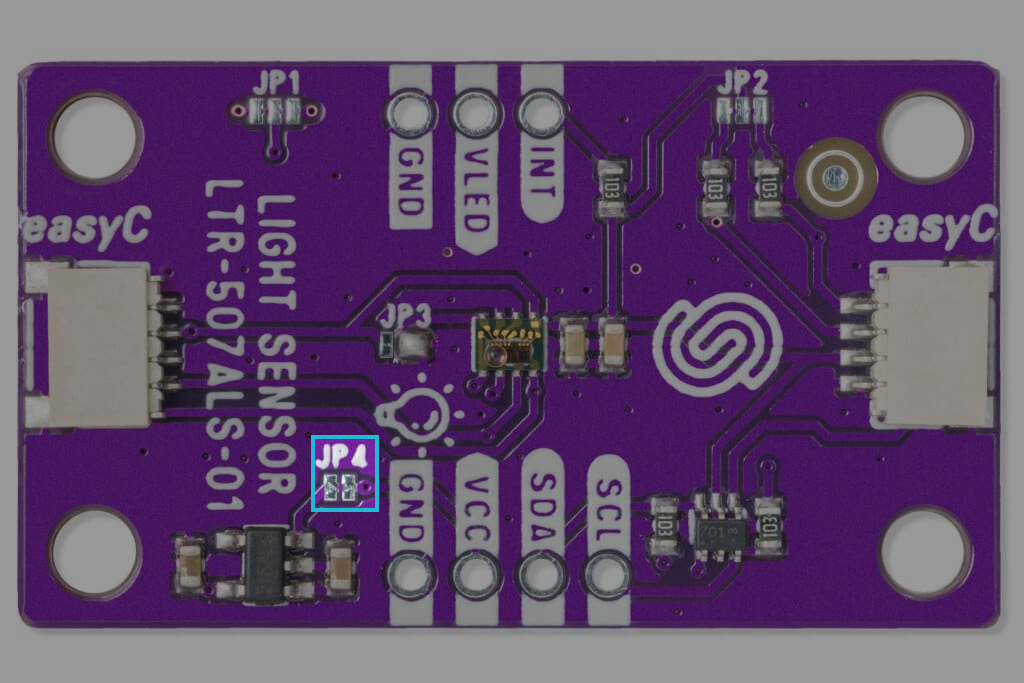 JP1
JP2
GND
VLED
INT
103
103
103
easyC
easyC
LIGHT SENSOR
LTR-507ALS-01
JP3
JP4
GND
VCC
SDA
SCL
103
103